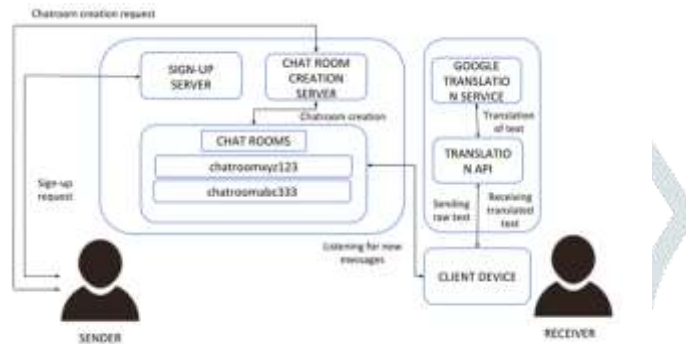 Chatroom creation request
SIGN-UP
SERVER
CHAT ROOM
CREATION
SERVER
Chatroom creation
CHAT ROOMS
chatroomxyz123
chatroomabc333
Sign-up
request
Listening for new
messages
GOOGLE
TRANSLATIO
N SERVICE
Translation
of text
TRANSLATIO
N API
Sending
raw text
Receiving
translated
text
CLIENT DEVICE
SENDER
RECEIVER